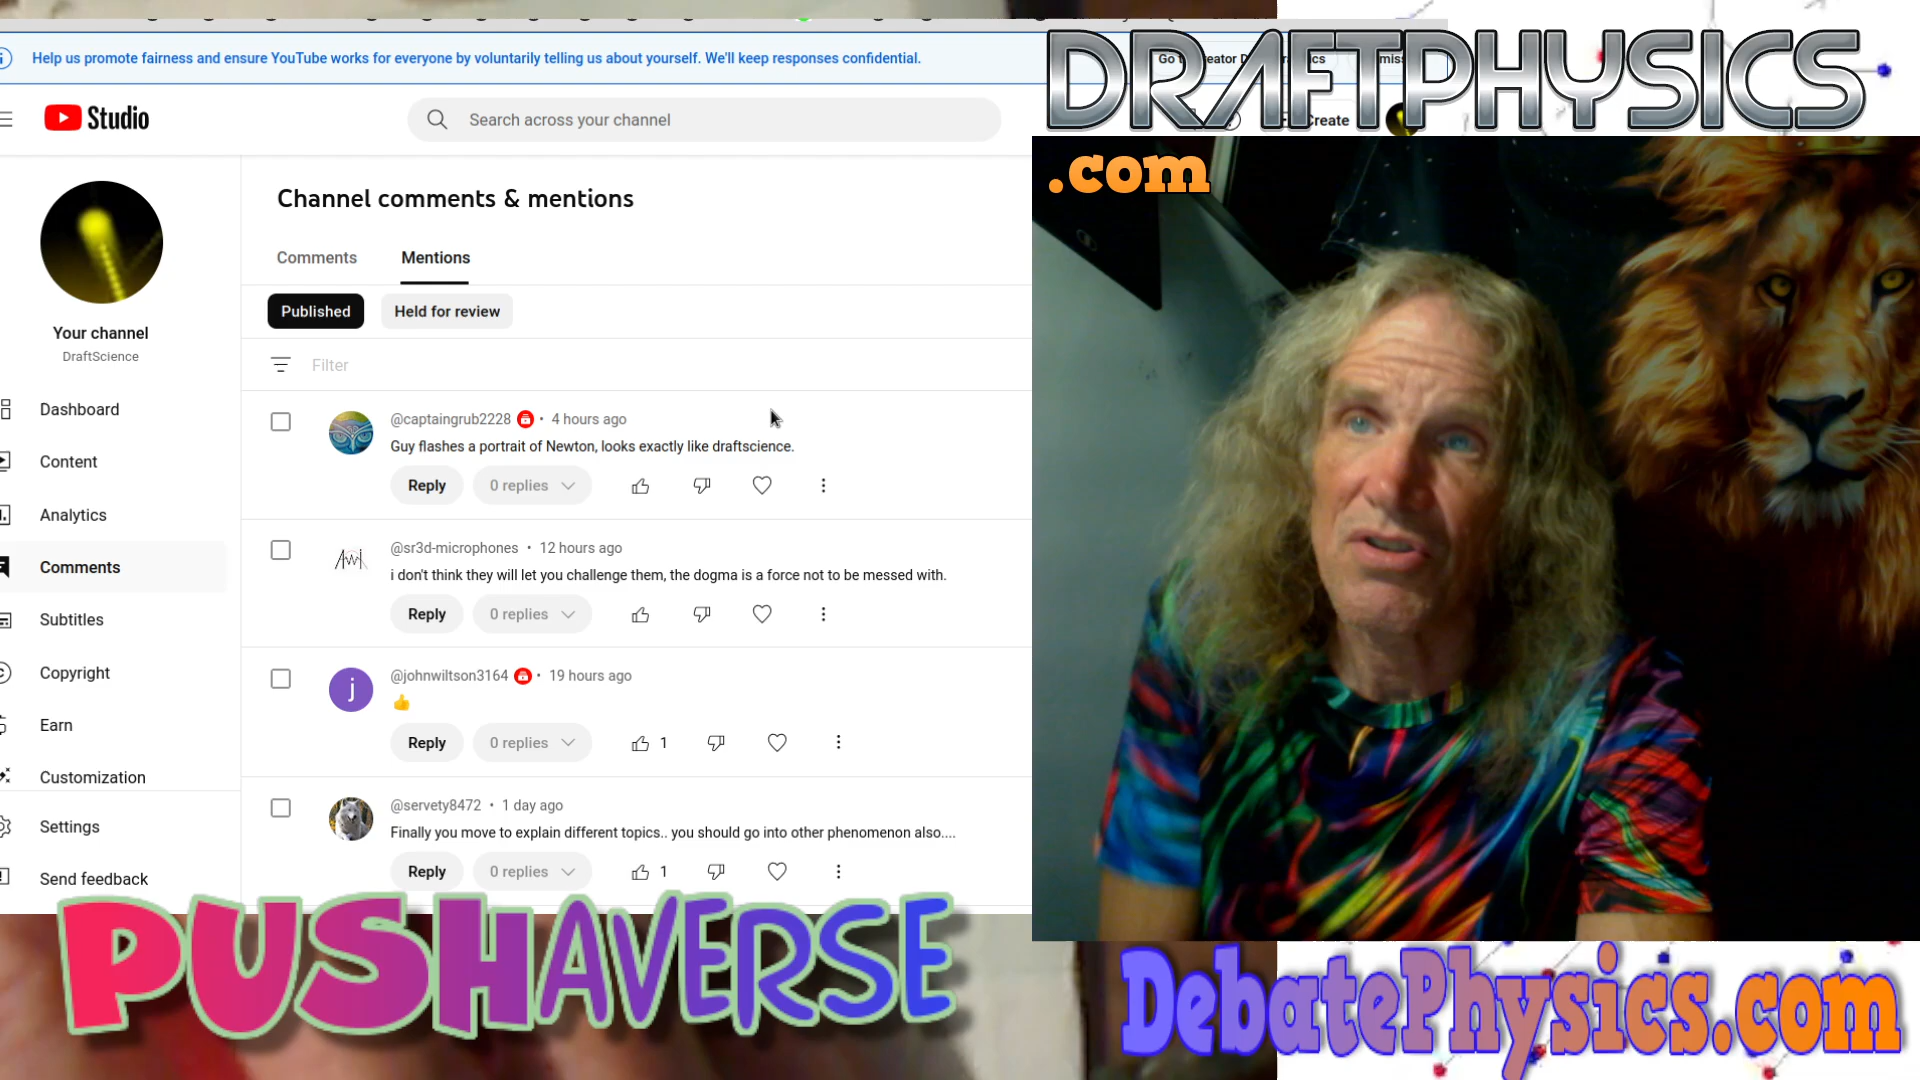 Help us promote fairness and ensure YouTube works for everyone by voluntarily telling us about yourself. We'll keep responses confidential.
DRAFTPHYSICS
.com
Studio
Search across your channel
Create
Channel comments & mentions
Comments
Mentions
Published
Held for review
Filter
Your channel
DraftScience
Dashboard
Content
Analytics
Comments
Subtitles
Copyright
Earn
Customization
Settings
Send feedback
@captaingrub2228 • 4 hours ago
Guy flashes a portrait of Newton, looks exactly like draftscience.
Reply 0 replies
@sr3d-microphones • 12 hours ago
i don't think they will let you challenge them, the dogma is a force not to be messed with.
Reply 0 replies
j
@johnwiltson3164 • 19 hours ago
👍
Reply 0 replies 1
@servety8472 • 1 day ago
Finally you move to explain different topics.. you should go into other phenomenon also....
Reply 0 replies 1
PUSHAVERSE
DebatePhysics.com